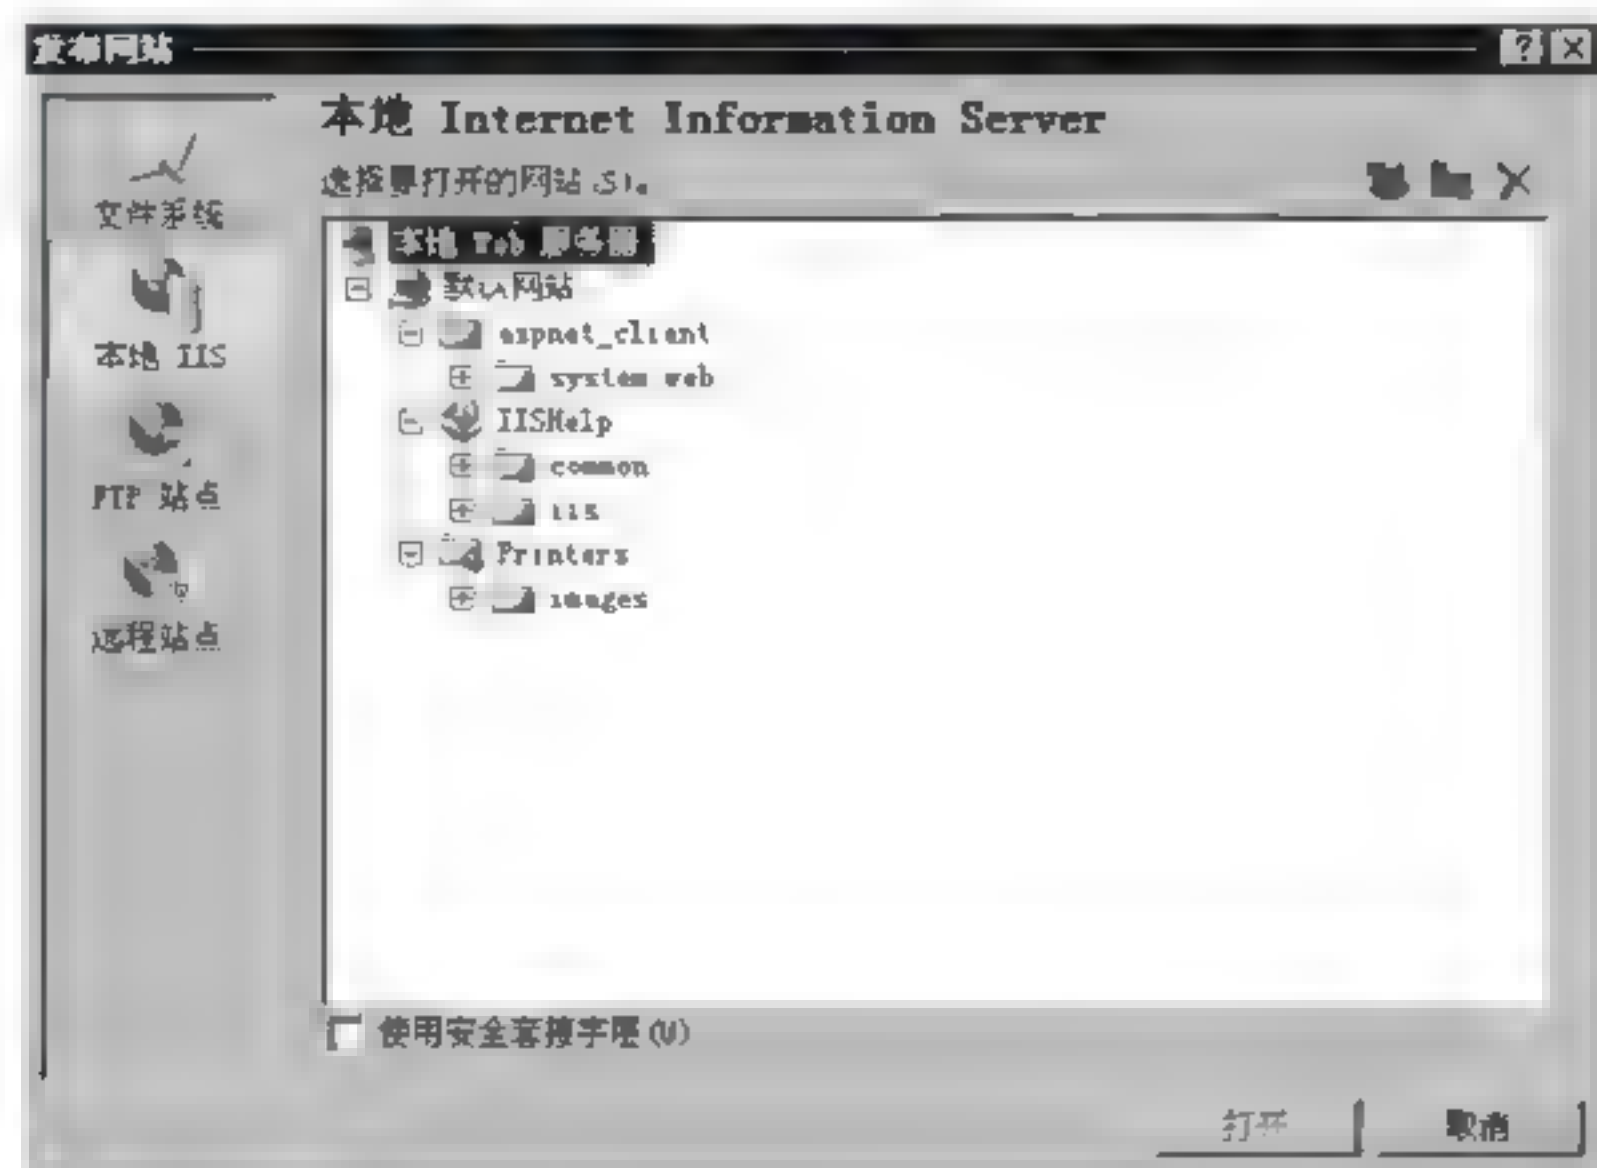 发布网站
文件系统
本地 IIS
FTP 站点
远程站点
本地 Internet Information Server
选择要打开的网站(S)。
本地 Web 服务器
默认网站
aspnet_client
system_web
IISHelp
common
iis
Printers
images
使用安全套接字层(U)
打开
取消